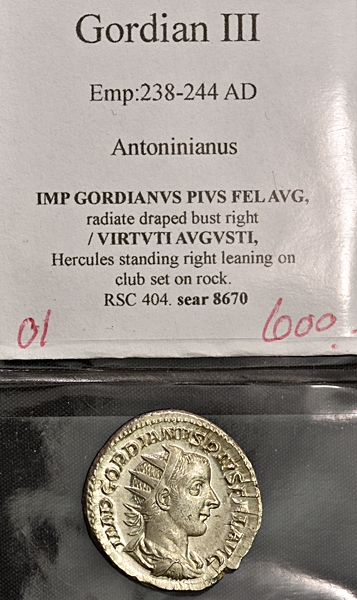 Gordian III
Emp:238-244 AD
Antoninianus
IMP GORDIANVS PIVS FEL AVG,
radiate draped bust right
/ VIRTVTI AVGVSTI,
Hercules standing right leaning on
club set on rock.
RSC 404. sear 8670
01 600.
IMP GORDIANVS PIVS FEL AVG